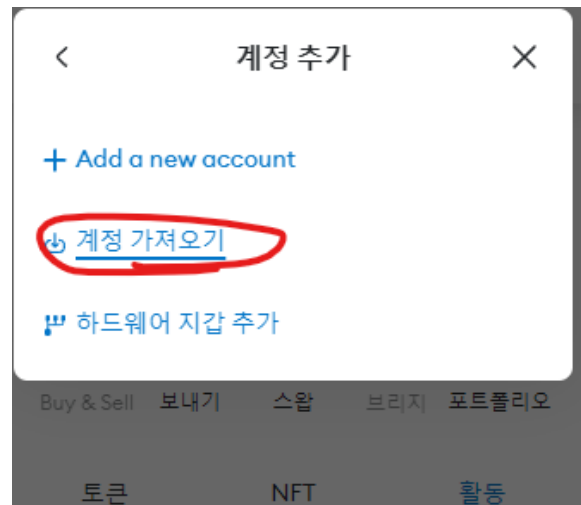 계정 추가
Add a new account
계정 가져오기
하드웨어 지갑 추가
Buy & Sell 보내기 스왑 브리지 포트폴리오
토큰 NFT 활동